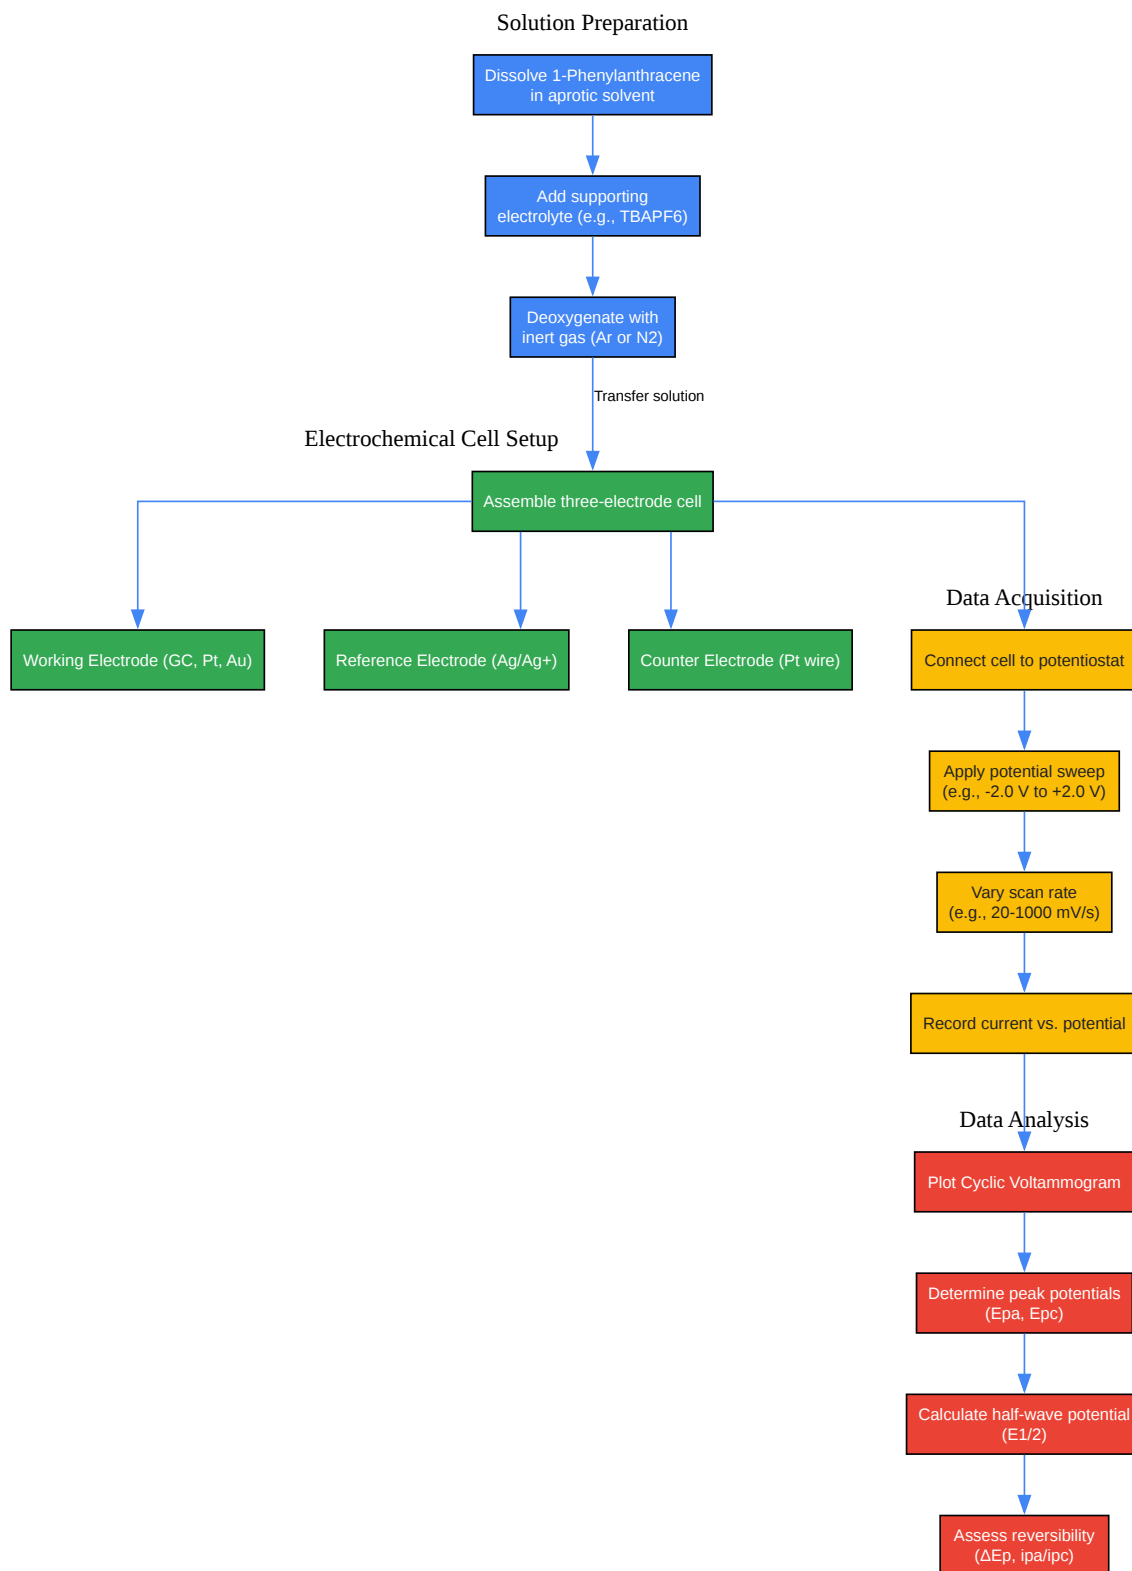 Solution Preparation
Dissolve 1-Phenylanthracene
in aprotic solvent
Add supporting
electrolyte (e.g., TBAPF6)
Deoxygenate with
inert gas (Ar or N2)
Transfer solution
Electrochemical Cell Setup
Assemble three-electrode cell
Working Electrode (GC, Pt, Au)
Reference Electrode (Ag/Ag+)
Counter Electrode (Pt wire)
Data Acquisition
Connect cell to potentiostat
Apply potential sweep
(e.g., -2.0 V to +2.0 V)
Vary scan rate
(e.g., 20-1000 mV/s)
Record current vs. potential
Data Analysis
Plot Cyclic Voltammogram
Determine peak potentials
(Epa, Epc)
Calculate half-wave potential
(E1/2)
Assess reversibility
(ΔEp, ipa/ipc)